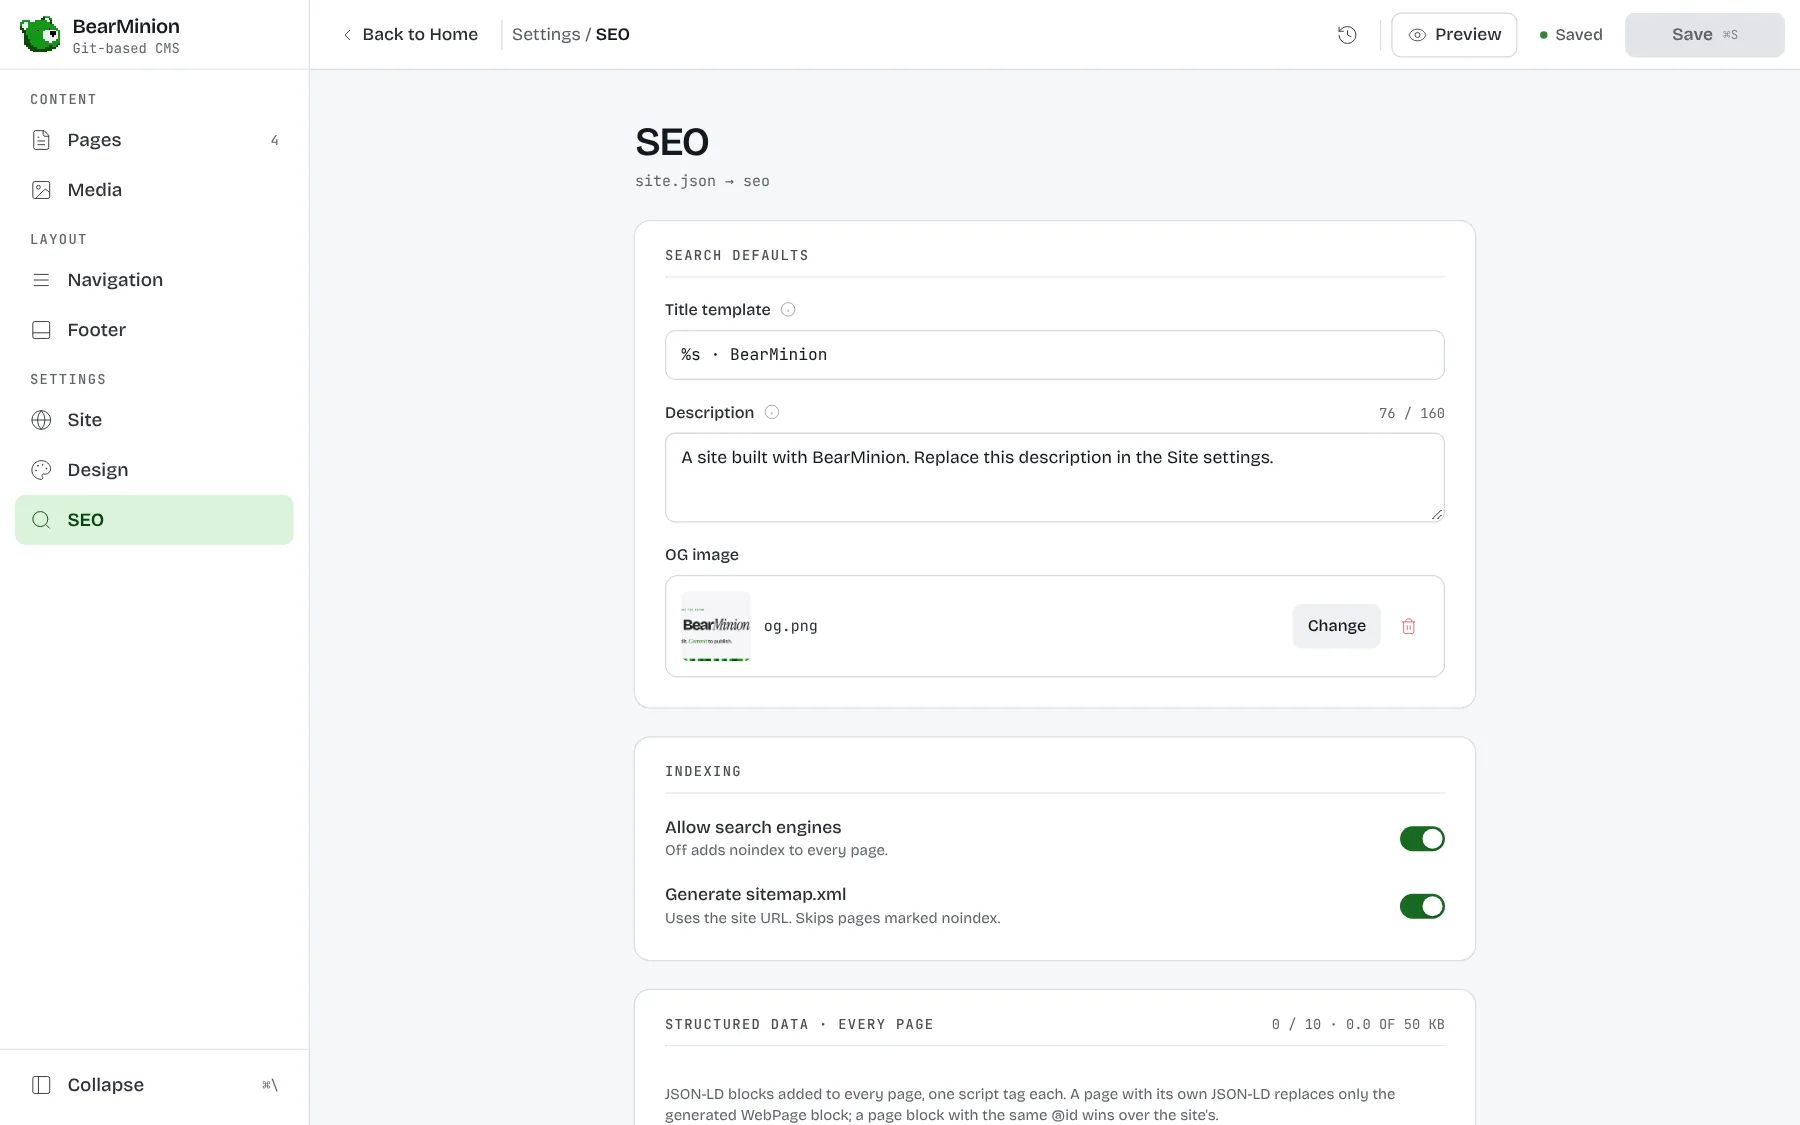 BearMinion
Git-based CMS
Back to Home
Settings / SEO
Preview
Saved
Save ⌘S
CONTENT
Pages 4
Media
LAYOUT
Navigation
Footer
SETTINGS
Site
Design
SEO
Collapse ⌘\
SEO
site.json → seo
SEARCH DEFAULTS
Title template
%s · BearMinion
Description 76 / 160
A site built with BearMinion. Replace this description in the Site settings.
OG image
BearMinion
Commit to publish.
og.png
Change
INDEXING
Allow search engines
Off adds noindex to every page.
Generate sitemap.xml
Uses the site URL. Skips pages marked noindex.
STRUCTURED DATA · EVERY PAGE 0 / 10 · 0.0 OF 50 KB
JSON-LD blocks added to every page, one script tag each. A page with its own JSON-LD replaces only the
generated WebPage block; a page block with the same @id wins over the site's.